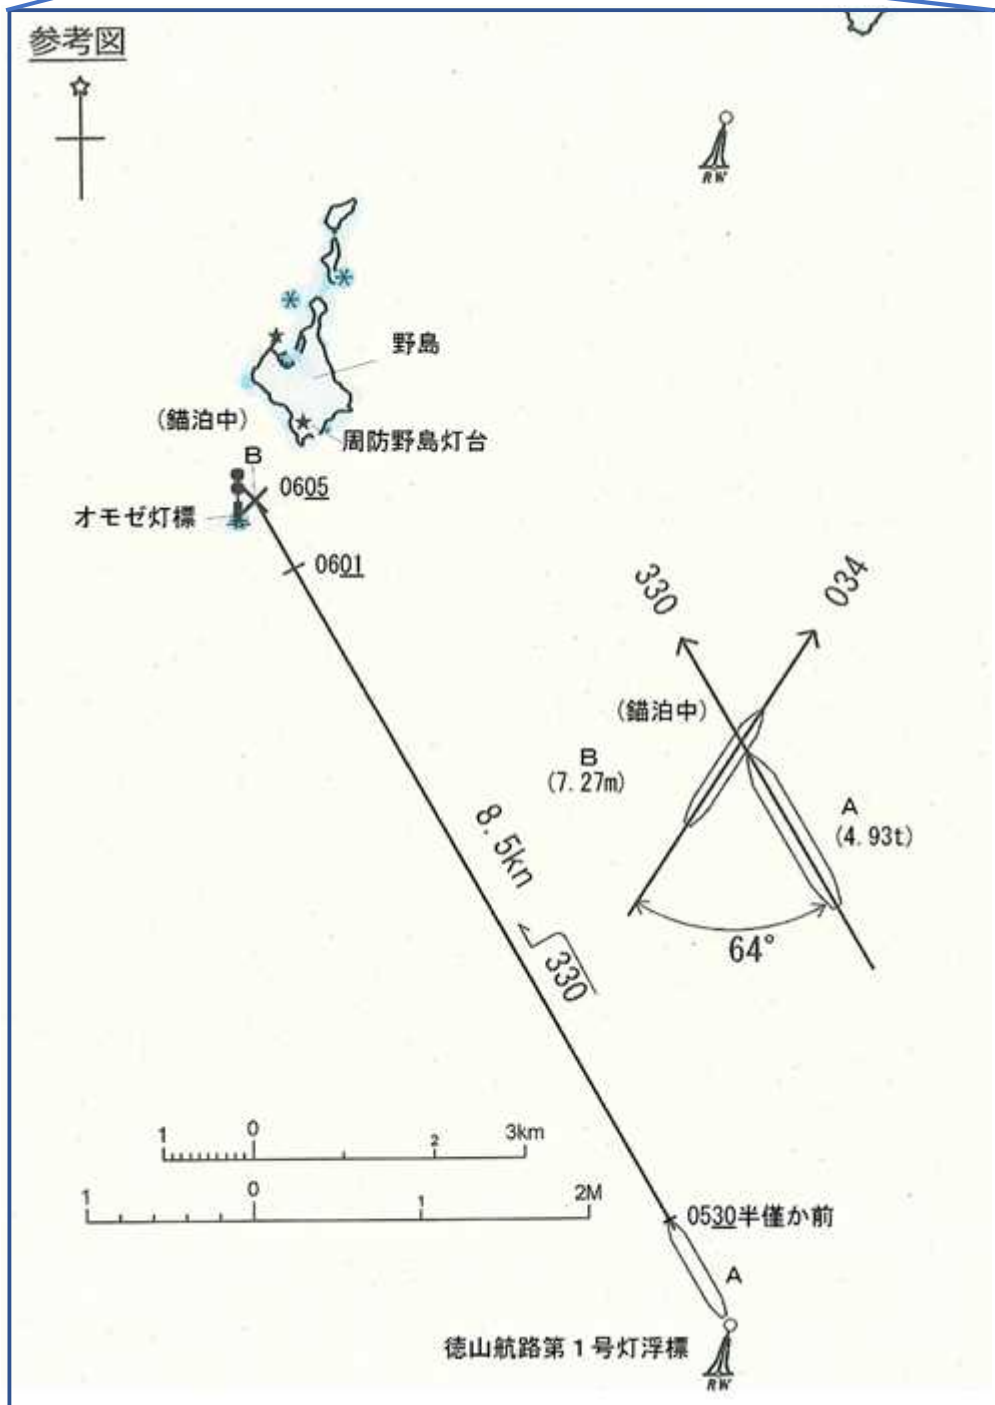 参考図
RW
野島
(錨泊中)
周防野島灯台
B
0605
オモゼ灯標
0601
330
034
(錨泊中)
B
(7.27m)
A
(4.93t)
64°
8.5kn
330
1
0
2
3km
1
0
1
2M
0530半僅か前
A
徳山航路第1号灯浮標
RW